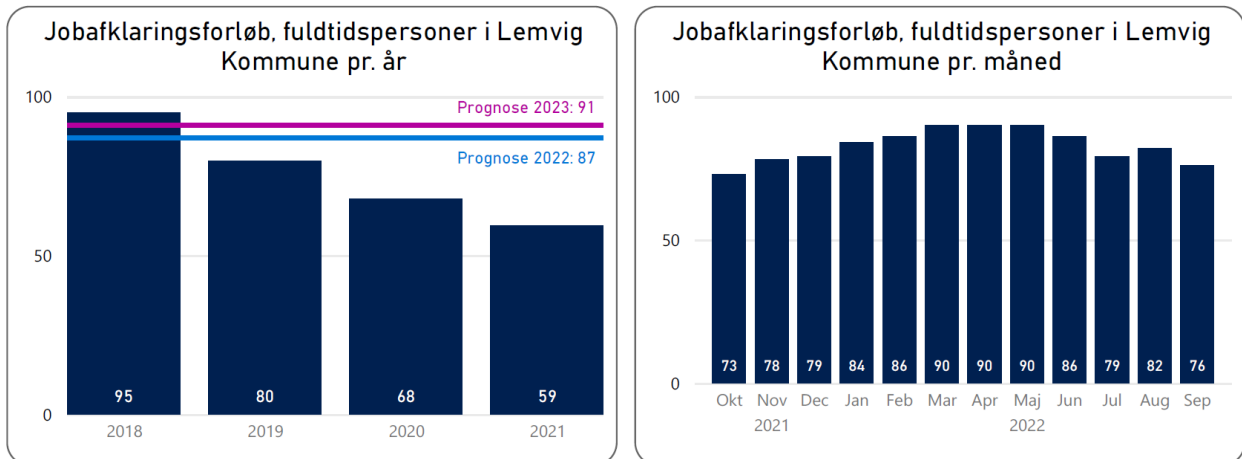 Jobafklaringsforløb, fuldtidspersoner i Lemvig
Kommune pr. år
100
Prognose 2023: 91
Prognose 2022: 87
50
0
95
80
68
59
2018
2019
2020
2021
Jobafklaringsforløb, fuldtidspersoner i Lemvig
Kommune pr. måned
100
50
0
73
78
79
84
86
90
90
90
86
79
82
76
Okt
Nov
Dec
Jan
Feb
Mar
Apr
Maj
Jun
Jul
Aug
Sep
2021
2022